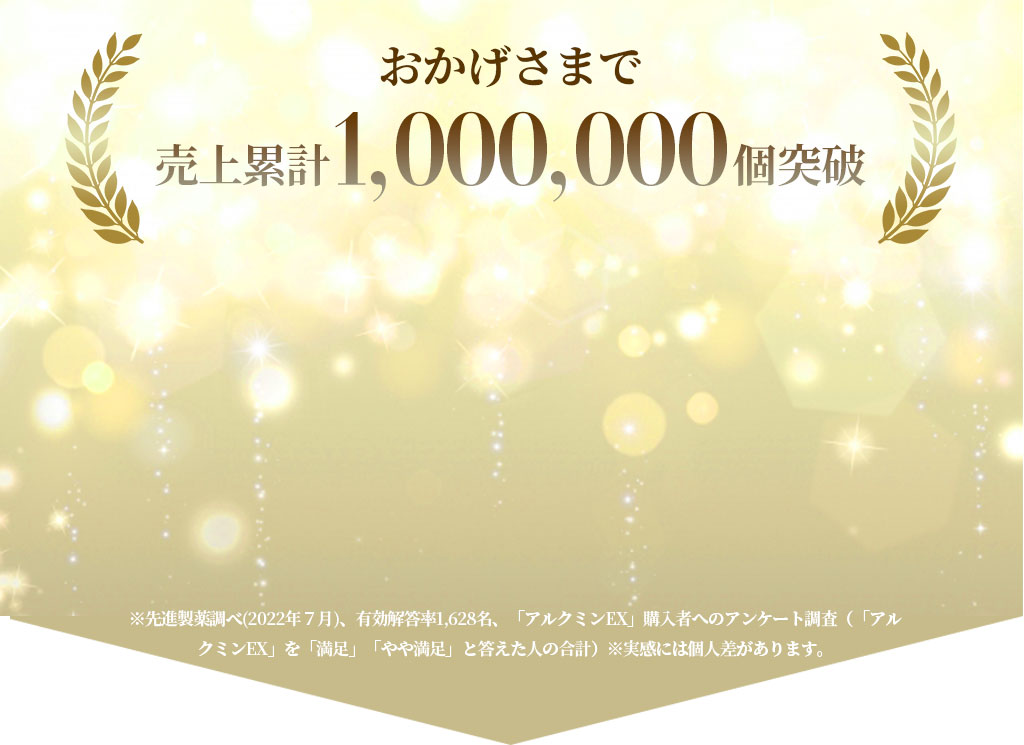 おかげさまで
売上累計1,000,000個突破
※先進製薬調べ(2022年７月)、有効解答率1,628名、「アルクミンEX」購入者へのアンケート調査（「アル
クミンEX」を「満足」「やや満足」と答えた人の合計）※実感には個人差があります。